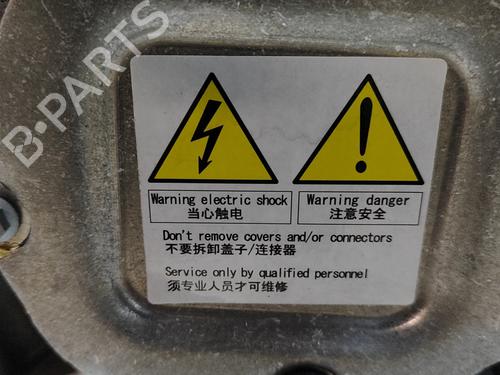 B-PARTS
Warning electric shock
当心触电
Warning danger
注意安全
Don't remove covers and/or connectors
不要拆卸盖子/连接器
Service only by qualified personnel
须专业人员才可维修